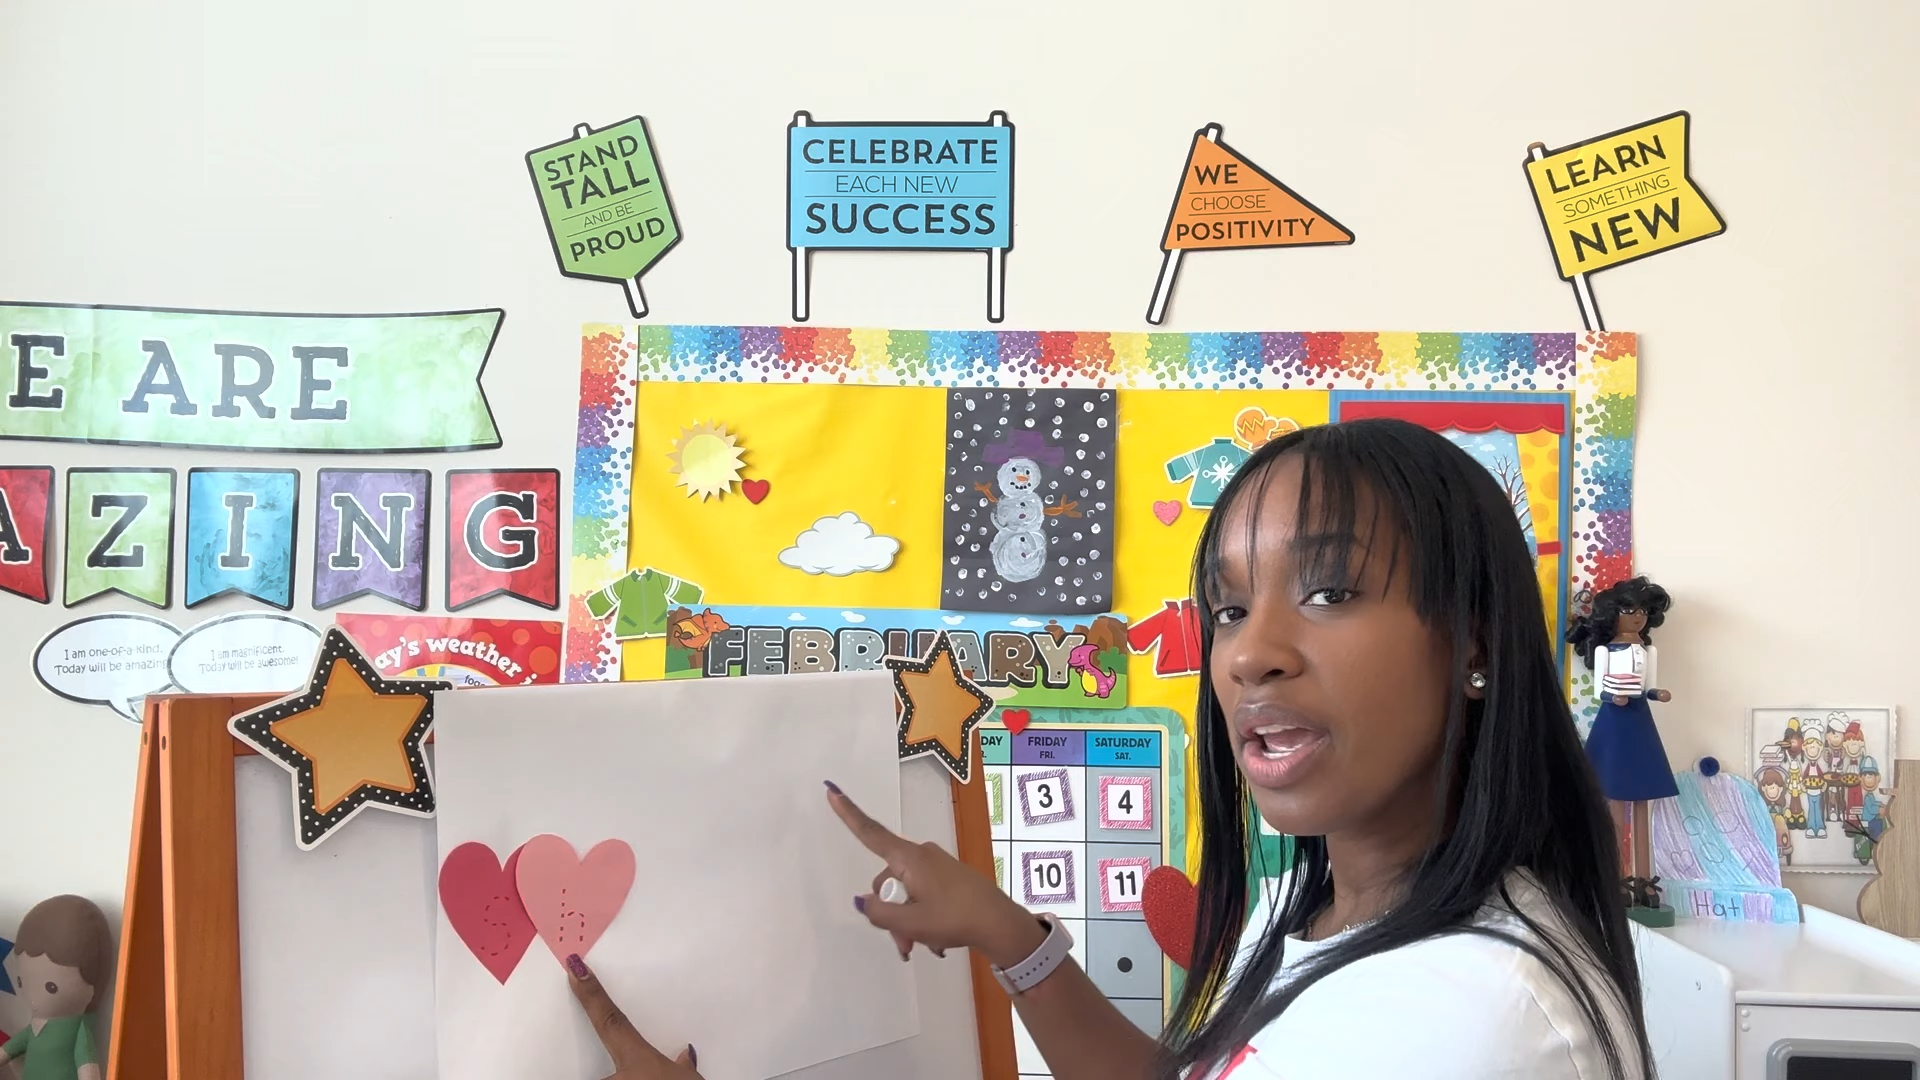 STAND
TALL
AND BE
PROUD
CELEBRATE
EACH NEW
SUCCESS
WE
CHOOSE
POSITIVITY
LEARN
SOMETHING
NEW
E ARE
AZING
I am one-of-a-kind.
Today will be amazing
I am magnificent.
Today will be awesome!
ay's weather
FEBRUARY
DAY
FRIDAY
FRI.
SATURDAY
SAT.
3
4
10
11
s
h
Hat